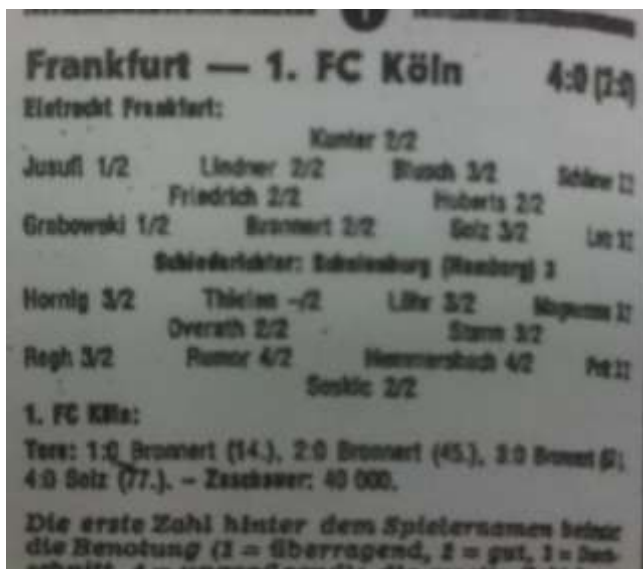 Frankfurt — 1. FC Köln 4:0 (2:0)
Eintracht Frankfurt:
Kunter 2/2
Jusufi 1/2 Lindner 2/2 Blusch 3/2
Friedrich 2/2 Huberts 2/2
Grabowski 1/2 Bronnert 2/2 Solz 3/2 Lotz
Schiedsrichter: Schulenburg (Hamburg) 3
Hornig 3/2 Thielen -/2 Löhr 3/2
Overath 2/2 Sturm 3/2
Regh 3/2 Rumor 4/2 Hemmersbach 4/2 Pott
Soskic 2/2
1. FC Köln:
Tore: 1:0 Bronnert (14.), 2:0 Bronnert (45.), 3:0 Bronnert
4:0 Solz (77.). – Zuschauer: 40 000.
Die erste Zahl hinter dem Spielernamen
die Benotung (1 = überragend, 2 = gut, 3 =